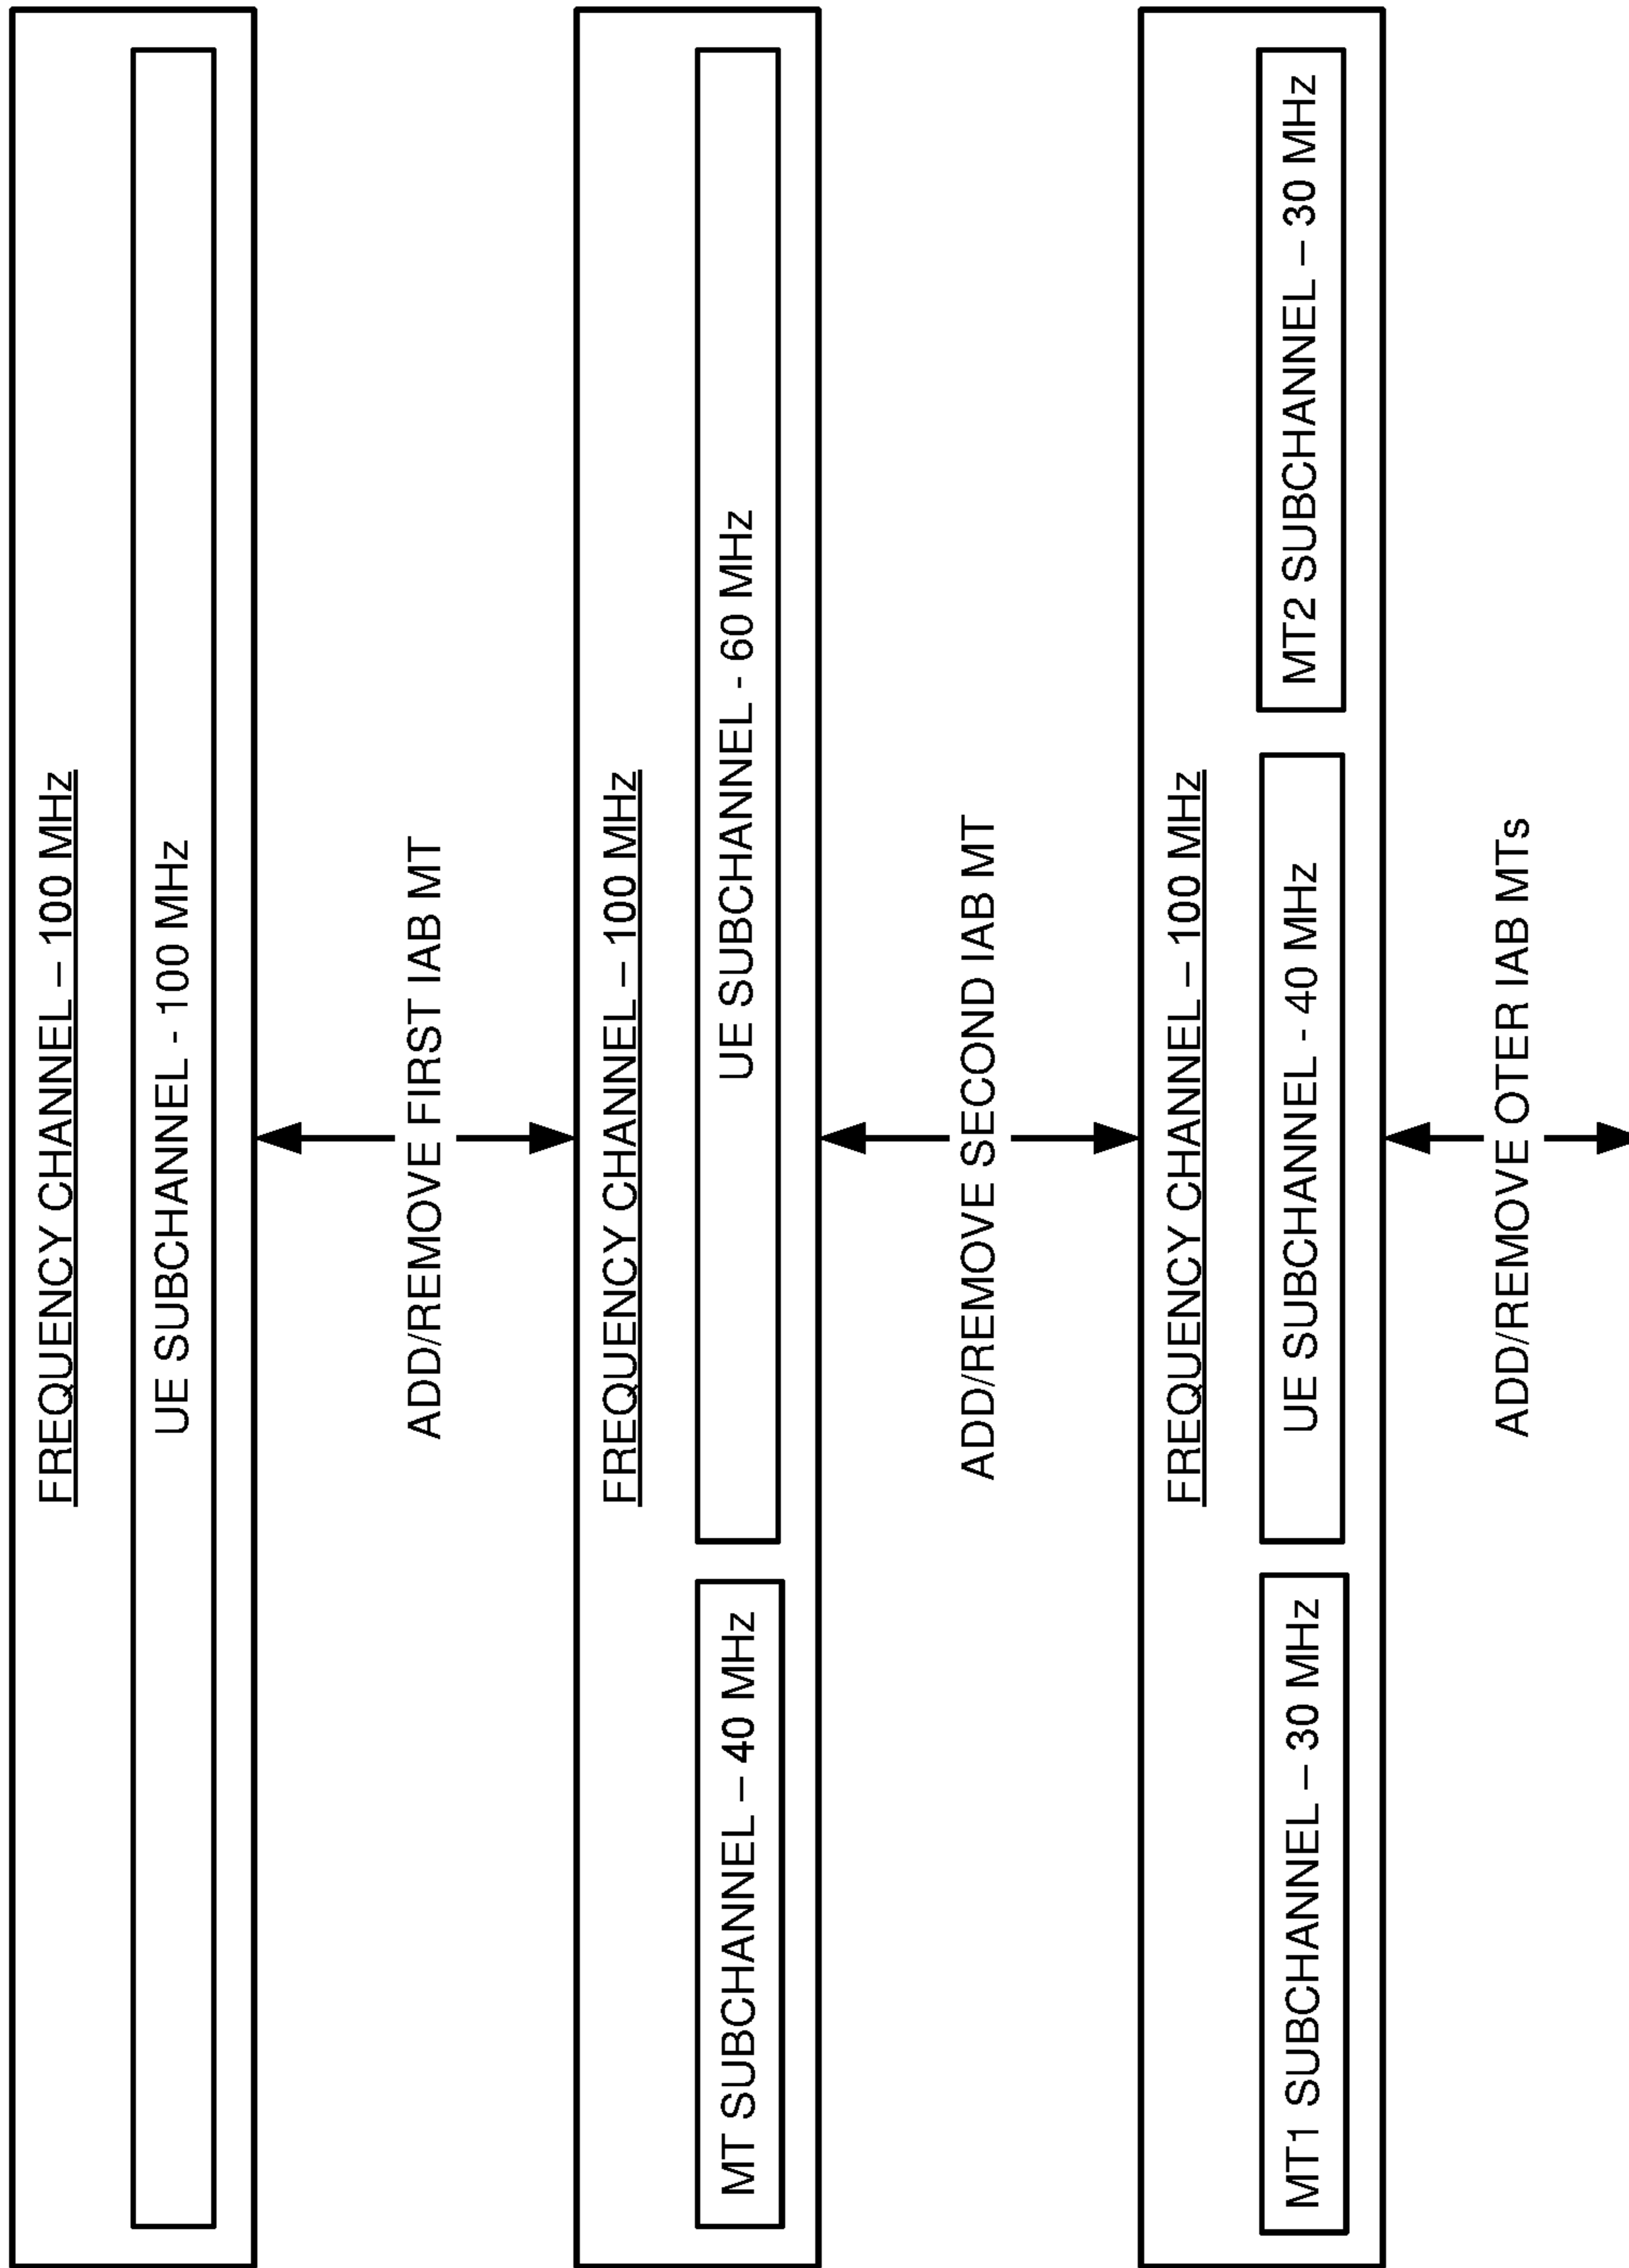 FREQUENCY CHANNEL – 100 MHz
UE SUBCHANNEL - 100 MHz
ADD/REMOVE FIRST IAB MT
FREQUENCY CHANNEL – 100 MHz
MT SUBCHANNEL – 40 MHz
UE SUBCHANNEL - 60 MHz
ADD/REMOVE SECOND IAB MT
FREQUENCY CHANNEL – 100 MHz
MT1 SUBCHANNEL – 30 MHz
UE SUBCHANNEL - 40 MHz
MT2 SUBCHANNEL – 30 MHz
ADD/REMOVE OTER IAB MTs